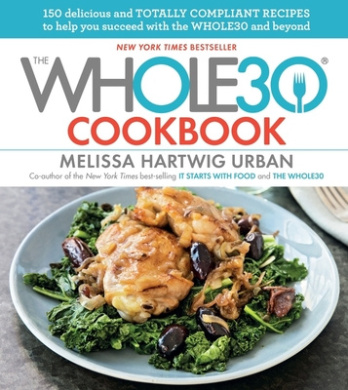 150 delicious and TOTALLY COMPLIANT RECIPES
to help you succeed with the WHOLE30 and beyond
NEW YORK TIMES BESTSELLER
THE
WHOLE30®
COOKBOOK
MELISSA HARTWIG URBAN
Co-author of the New York Times best-selling IT STARTS WITH FOOD and THE WHOLE30